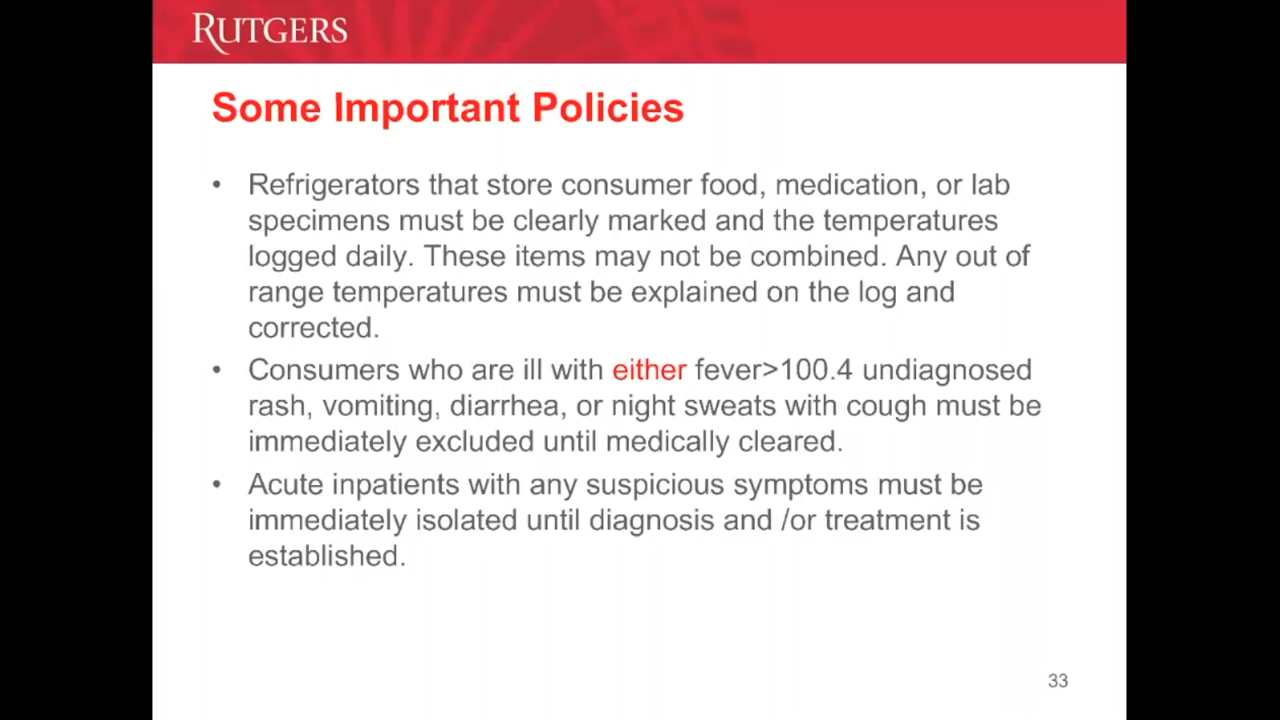 RUTGERS
Some Important Policies
• Refrigerators that store consumer food, medication, or lab
specimens must be clearly marked and the temperatures
logged daily. These items may not be combined. Any out of
range temperatures must be explained on the log and
corrected.
• Consumers who are ill with either fever>100.4 undiagnosed
rash, vomiting, diarrhea, or night sweats with cough must be
immediately excluded until medically cleared.
• Acute inpatients with any suspicious symptoms must be
immediately isolated until diagnosis and /or treatment is
established.
33